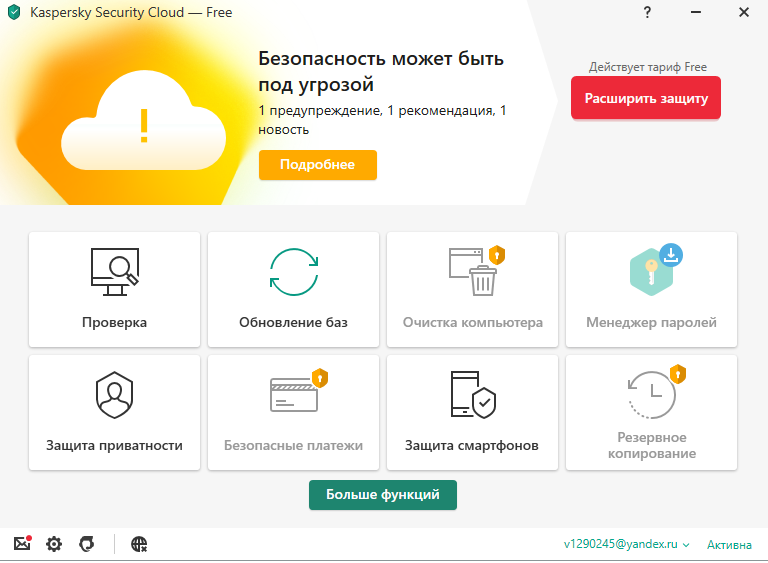 Kaspersky Security Cloud — Free
?
Безопасность может быть
под угрозой
1 предупреждение, 1 рекомендация, 1
новость
Подробнее
Действует тариф Free
Расширить защиту
Проверка
Обновление баз
Очистка компьютера
Менеджер паролей
Защита приватности
Безопасные платежи
Защита смартфонов
Резервное
копирование
Больше функций
v1290245@yandex.ru
Активна